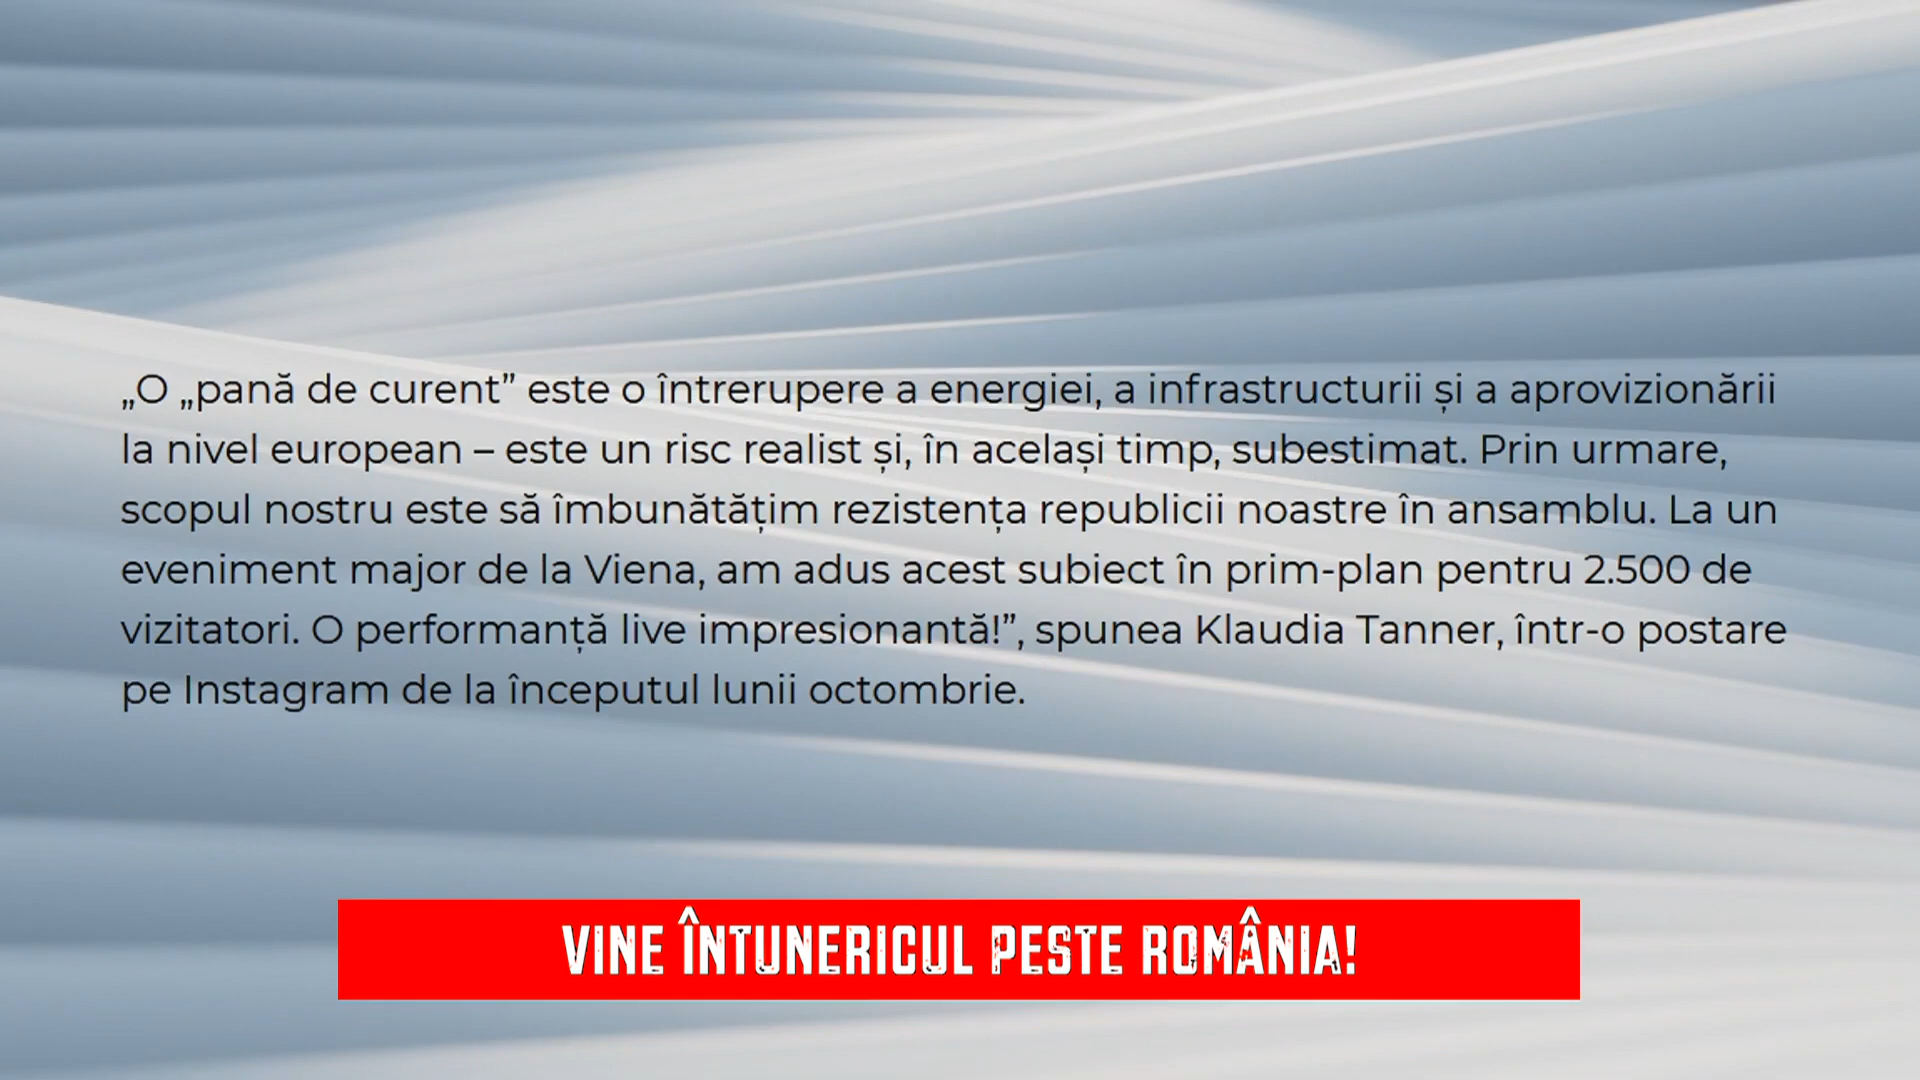 „O „pană de curent” este o întrerupere a energiei, a infrastructurii și a aprovizionării
la nivel european – este un risc realist și, în același timp, subestimat. Prin urmare,
scopul nostru este să îmbunătățim rezistența republicii noastre în ansamblu. La un
eveniment major de la Viena, am adus acest subiect în prim-plan pentru 2.500 de
vizitatori. O performanță live impresionantă!”, spunea Klaudia Tanner, într-o postare
pe Instagram de la începutul lunii octombrie.
VINE ÎNTUNERICUL PESTE ROMÂNIA!